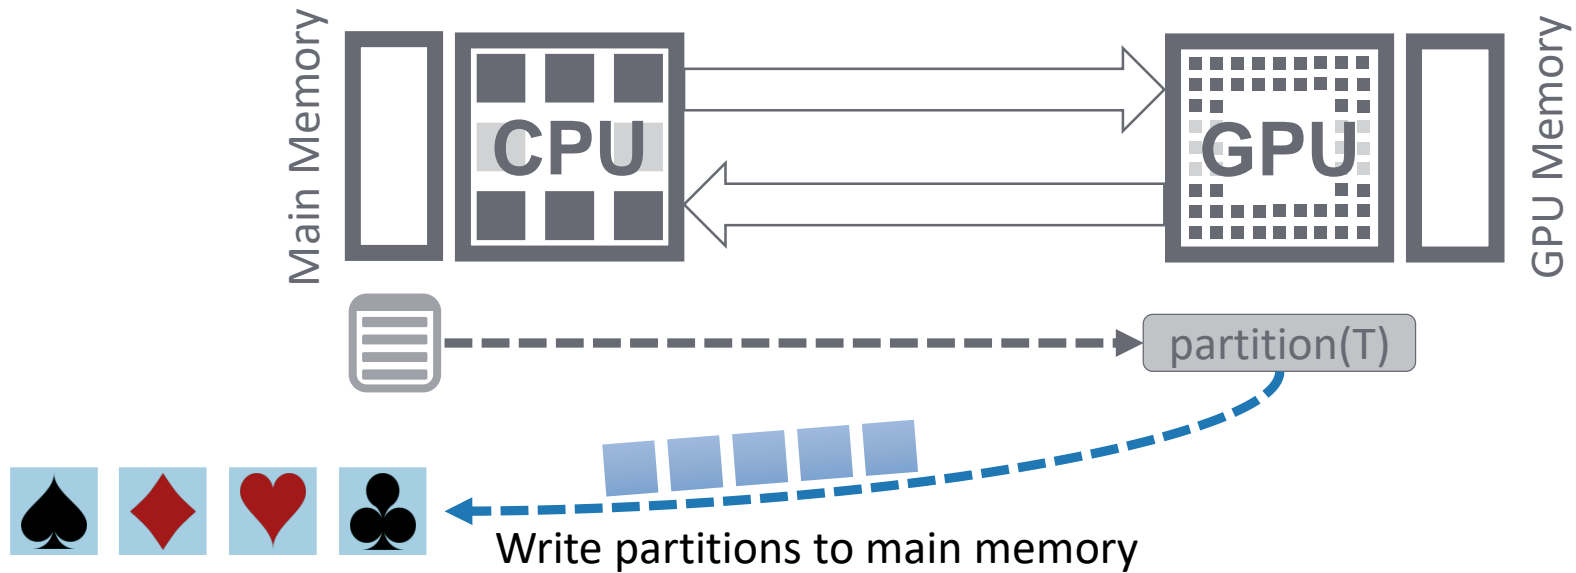 Main Memory
CPU
GPU
GPU Memory
partition(T)
Write partitions to main memory